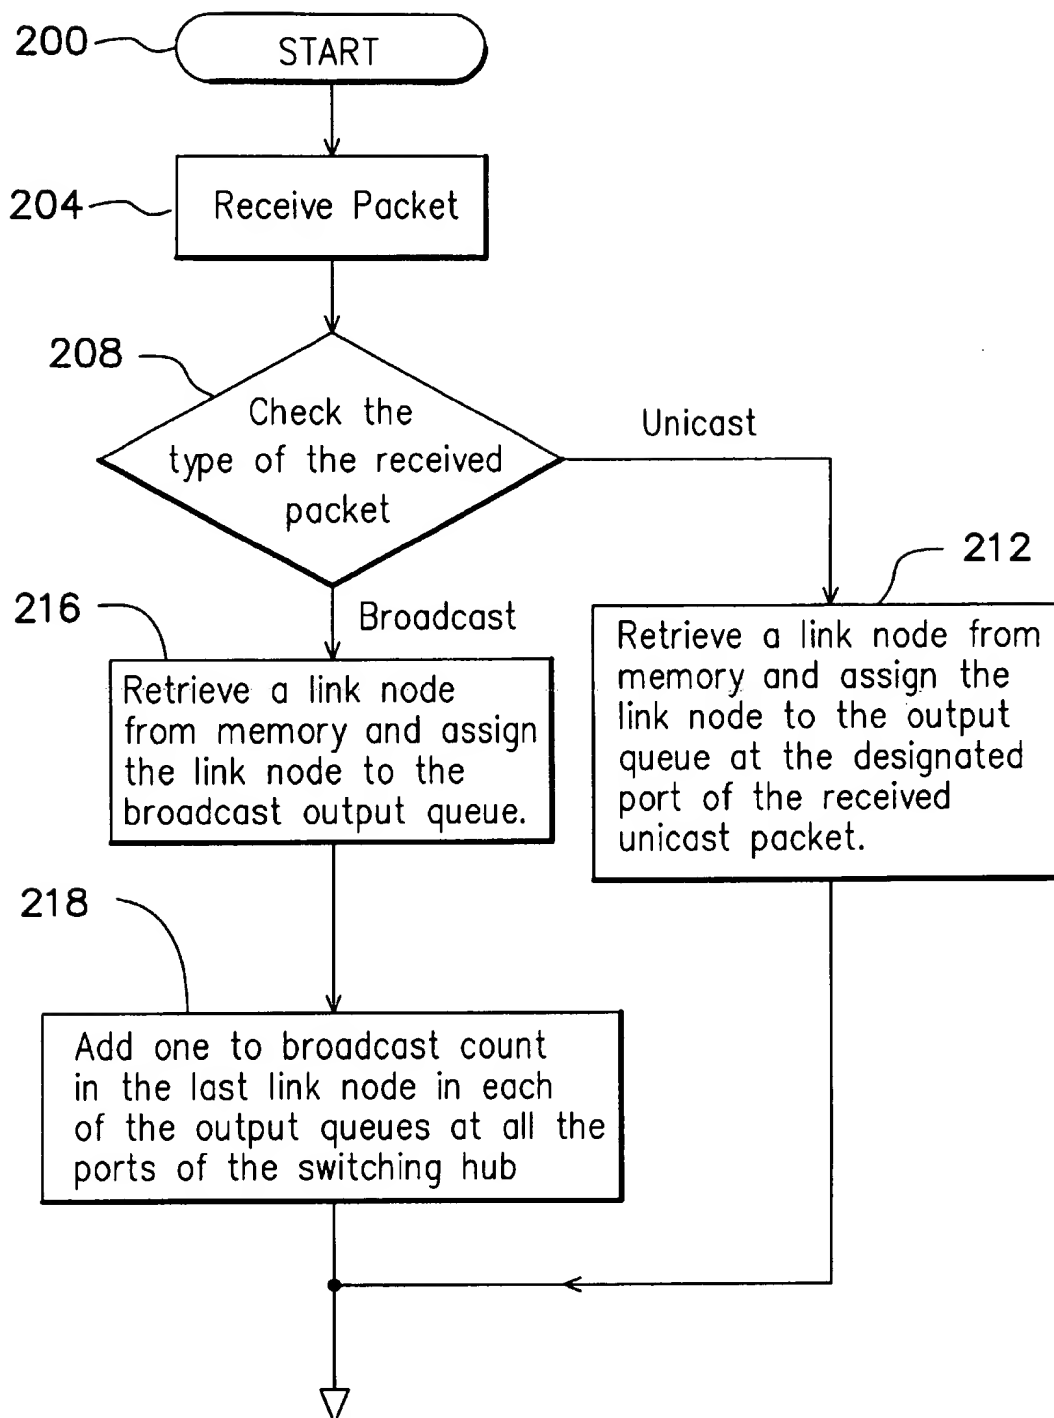 200
START
204
Receive Packet
208
Check the
type of the received
packet
Unicast
212
Retrieve a link node from
memory and assign the
link node to the output
queue at the designated
port of the received
unicast packet.
216
Broadcast
Retrieve a link node
from memory and assign
the link node to the
broadcast output queue.
218
Add one to broadcast count
in the last link node in each
of the output queues at all the
ports of the switching hub